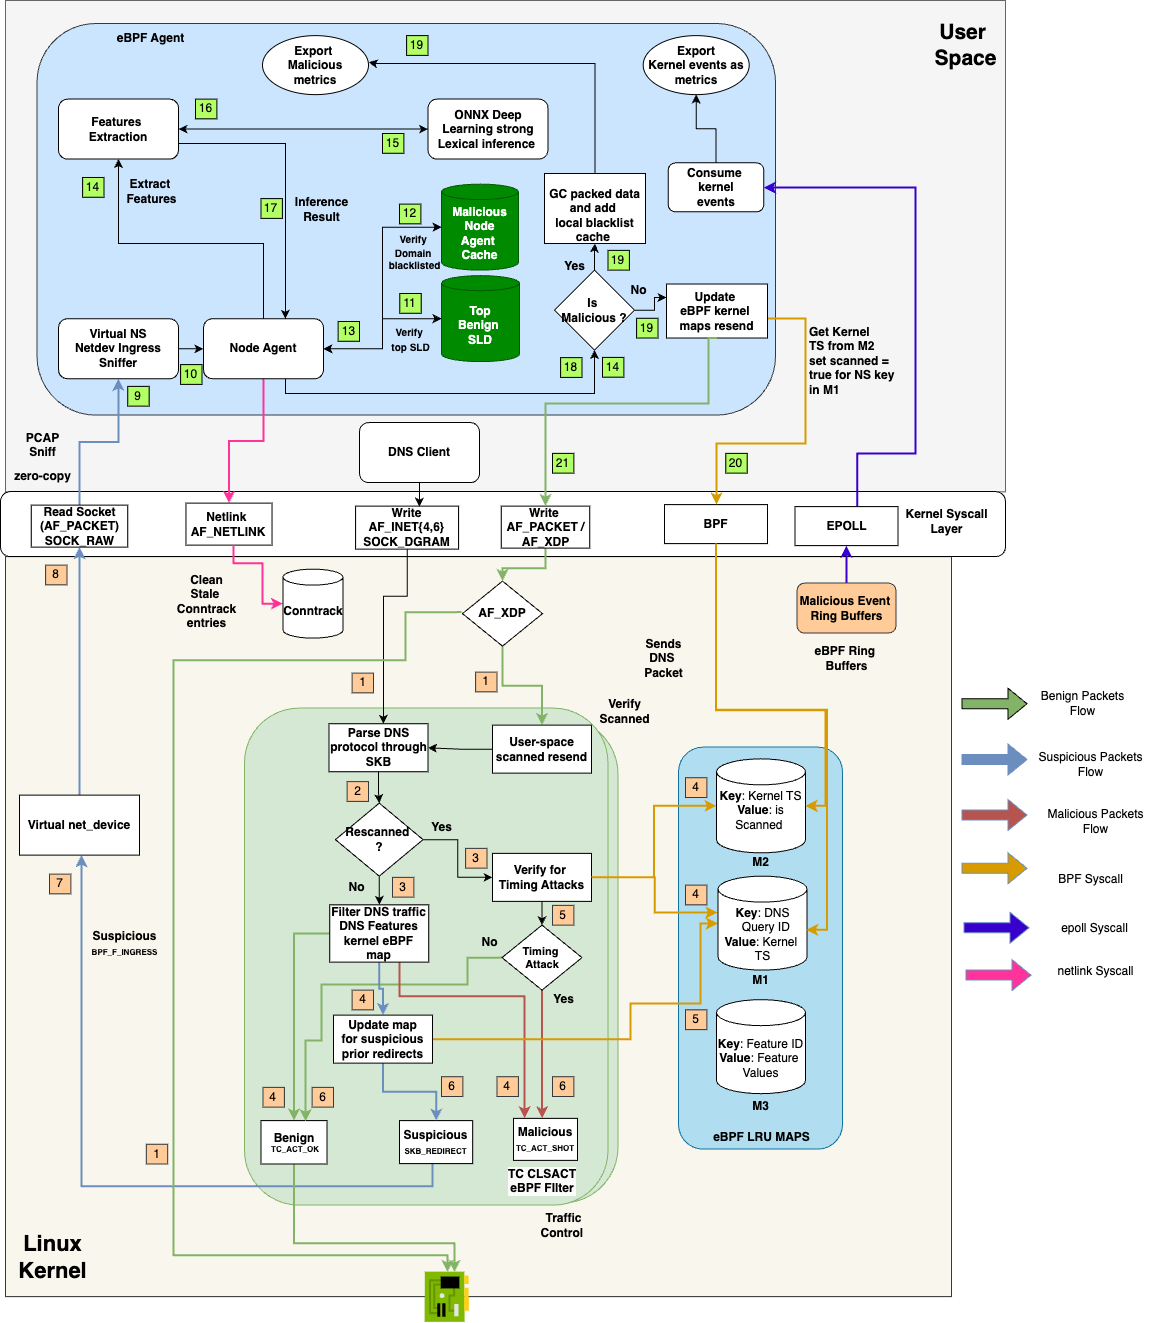 eBPF Agent
User
Space
Export
Malicious
metrics
19
Export
Kernel events as
metrics
Features
Extraction
16
15
ONNX Deep
Learning strong
Lexical inference
14
Extract
Features
17
Inference
Result
12
Verify
Domain
blacklisted
Malicious
Node
Agent
Cache
GC packed data
and add
local blacklist
cache
Consume
kernel
events
Yes
19
11
Verify
top SLD
Top
Benign
SLD
Is
Malicious ?
No
19
Update
eBPF kernel
maps resend
Virtual NS
Netdev Ingress
Sniffer
10
Node Agent
13
18
14
Get Kernel
TS from M2
set scanned =
true for NS key
in M1
9
PCAP
Sniff
zero-copy
DNS Client
21
20
Read Socket
(AF_PACKET)
SOCK_RAW
Netlink
AF_NETLINK
Write
AF_INET{4,6}
SOCK_DGRAM
Write
AF_PACKET /
AF_XDP
BPF
EPOLL
Kernel Syscall
Layer
8
Clean
Stale
Conntrack
entries
Conntrack
AF_XDP
Malicious Event
Ring Buffers
eBPF Ring
Buffers
Sends
DNS
Packet
1
1
Verify
Scanned
Parse DNS
protocol through
SKB
User-space
scanned resend
2
Rescanned
?
Yes
3
Verify for
Timing Attacks
No
3
5
Filter DNS traffic
DNS Features
kernel eBPF
map
No
Timing
Attack
Yes
4
Update map
for suspicious
prior redirects
4
6
6
4
6
Benign
TC_ACT_OK
Suspicious
SKB_REDIRECT
Malicious
TC_ACT_SHOT
TC CLSACT
eBPF FIlter
Traffic
Control
Virtual net_device
7
Suspicious
BPF_F_INGRESS
1
4
Key: Kernel TS
Value: is
Scanned
M2
4
Key: DNS
Query ID
Value: Kernel
TS
M1
5
Key: Feature ID
Value: Feature
Values
M3
eBPF LRU MAPS
Benign Packets
Flow
Suspicious Packets
Flow
Malicious Packets
Flow
BPF Syscall
epoll Syscall
netlink Syscall
Linux
Kernel